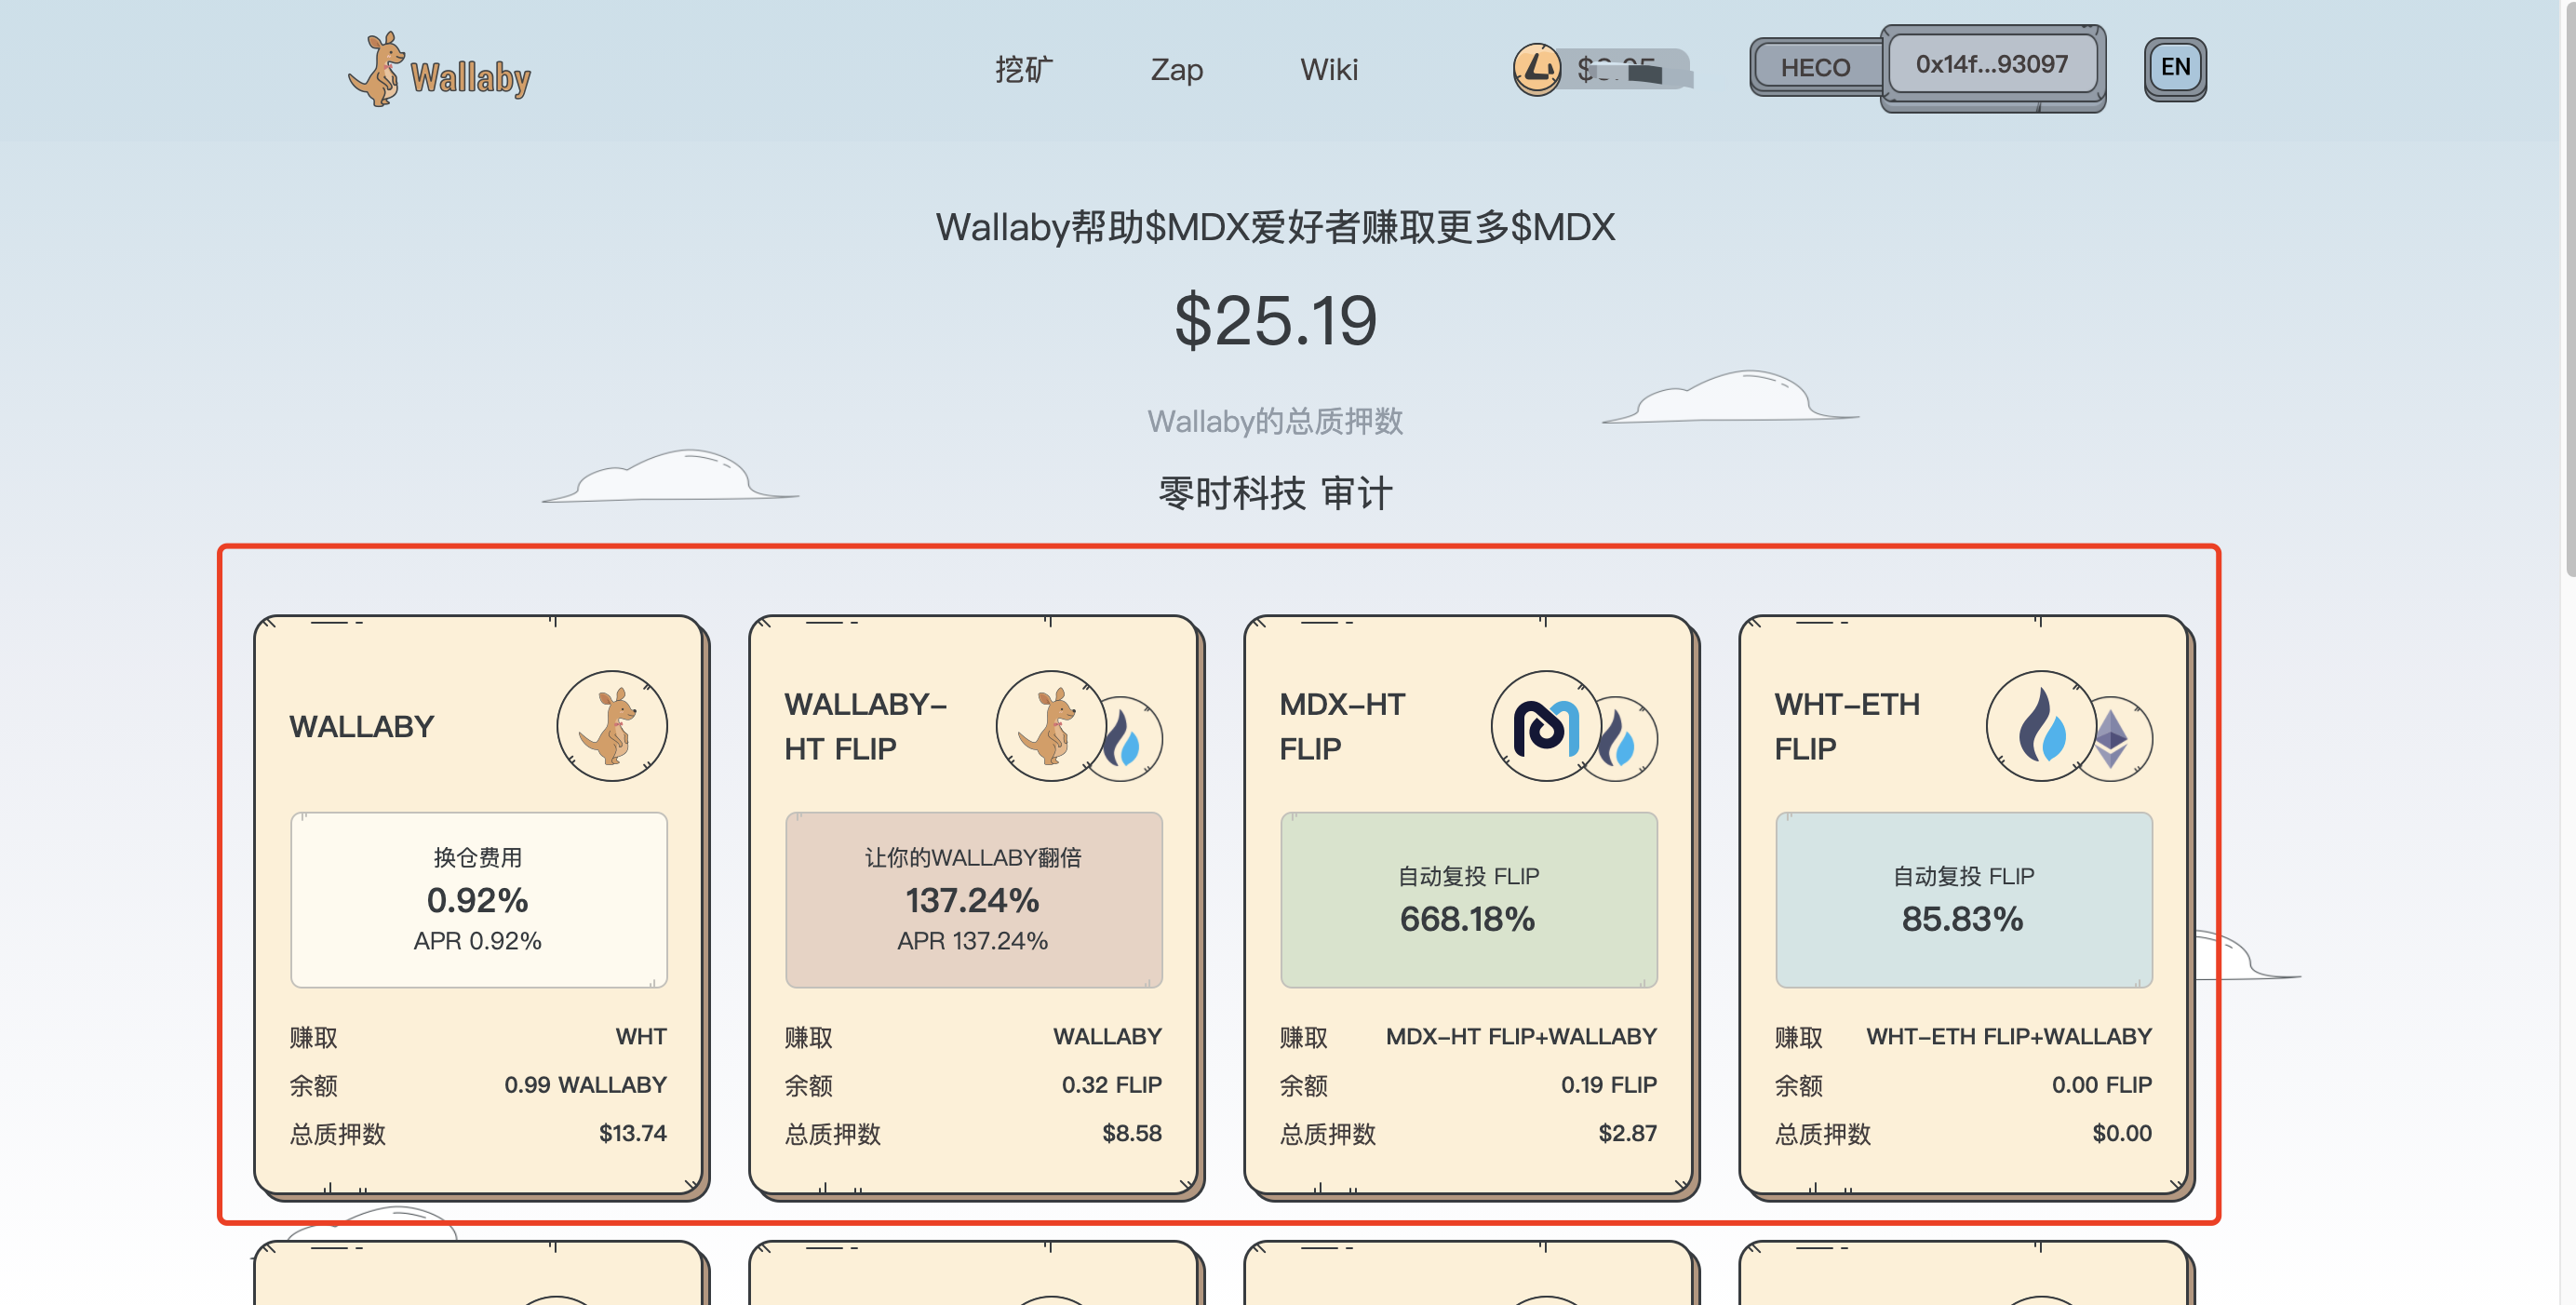 Wallaby
挖矿
Zap
Wiki
HECO
0x14f...93097
EN
Wallaby帮助$MDX爱好者赚取更多$MDX
$25.19
Wallaby的总质押数
零时科技 审计
WALLABY
换仓费用
0.92%
APR 0.92%
赚取 WHT
余额 0.99 WALLABY
总质押数 $13.74
WALLABY-
HT FLIP
让你的WALLABY翻倍
137.24%
APR 137.24%
赚取 WALLABY
余额 0.32 FLIP
总质押数 $8.58
MDX-HT
FLIP
自动复投 FLIP
668.18%
赚取 MDX-HT FLIP+WALLABY
余额 0.19 FLIP
总质押数 $2.87
WHT-ETH
FLIP
自动复投 FLIP
85.83%
赚取 WHT-ETH FLIP+WALLABY
余额 0.00 FLIP
总质押数 $0.00